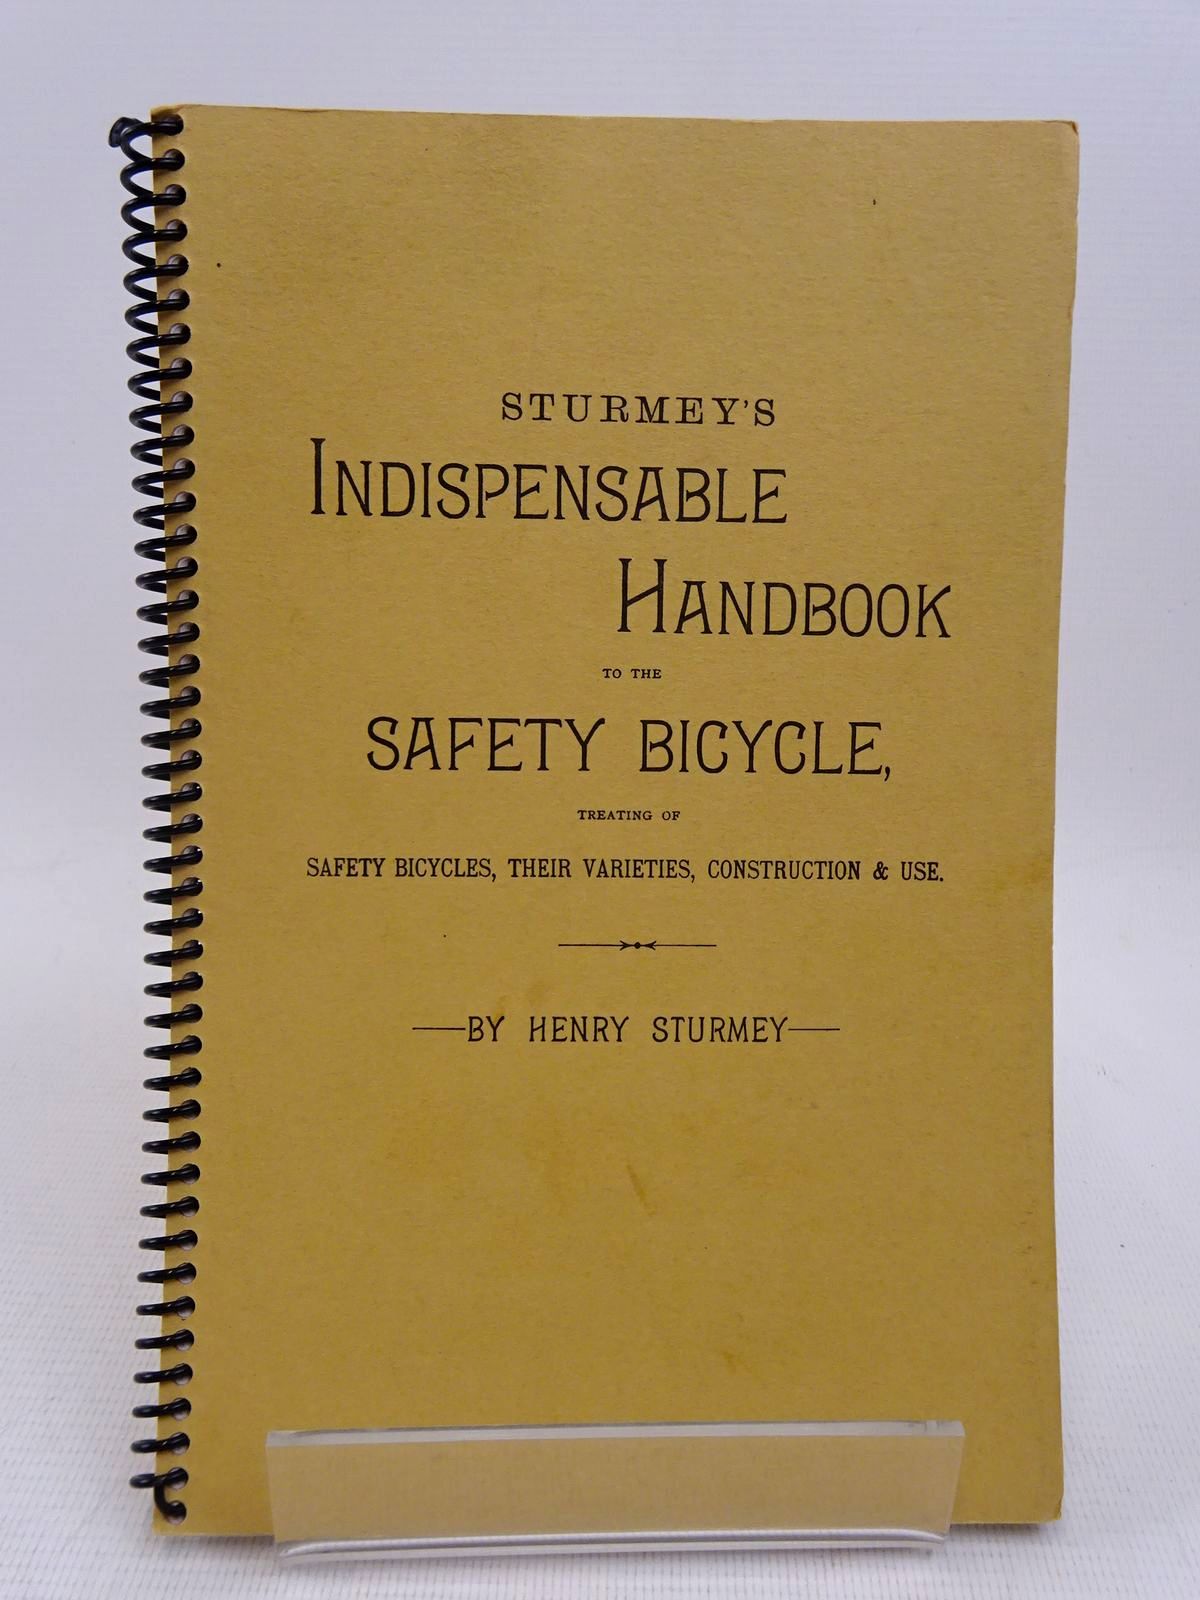 STURMEY'S
INDISPENSABLE
HANDBOOK
TO THE
SAFETY BICYCLE,
TREATING OF
SAFETY BICYCLES, THEIR VARIETIES, CONSTRUCTION & USE.
—BY HENRY STURMEY—